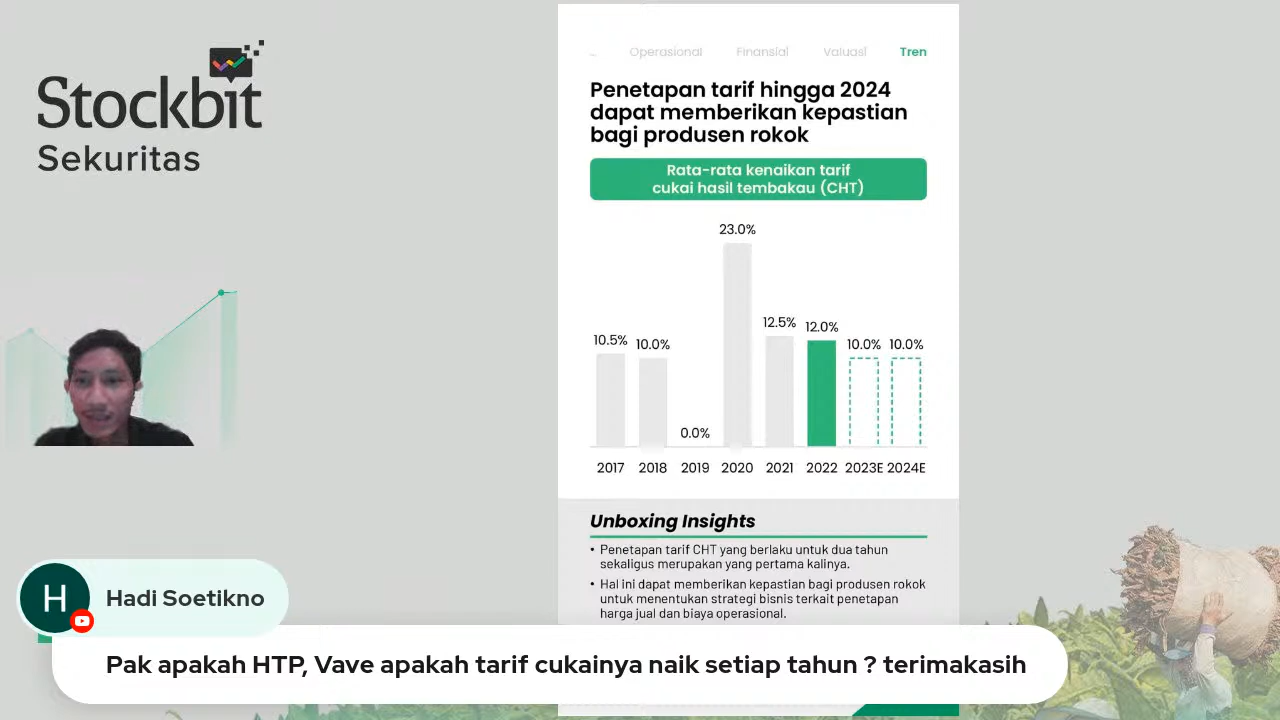 Stockbit
Sekuritas
... Operasional Finansial Valuasi Tren
Penetapan tarif hingga 2024
dapat memberikan kepastian
bagi produsen rokok
Rata-rata kenaikan tarif
cukai hasil tembakau (CHT)
23.0%
12.5%
12.0%
10.5%
10.0%
10.0%
10.0%
0.0%
2017 2018 2019 2020 2021 2022 2023E 2024E
Unboxing Insights
• Penetapan tarif CHT yang berlaku untuk dua tahun
sekaligus merupakan yang pertama kalinya.
• Hal ini dapat memberikan kepastian bagi produsen rokok
untuk menentukan strategi bisnis terkait penetapan
harga jual dan biaya operasional.
H
Hadi Soetikno
Pak apakah HTP, Vave apakah tarif cukainya naik setiap tahun ? terimakasih